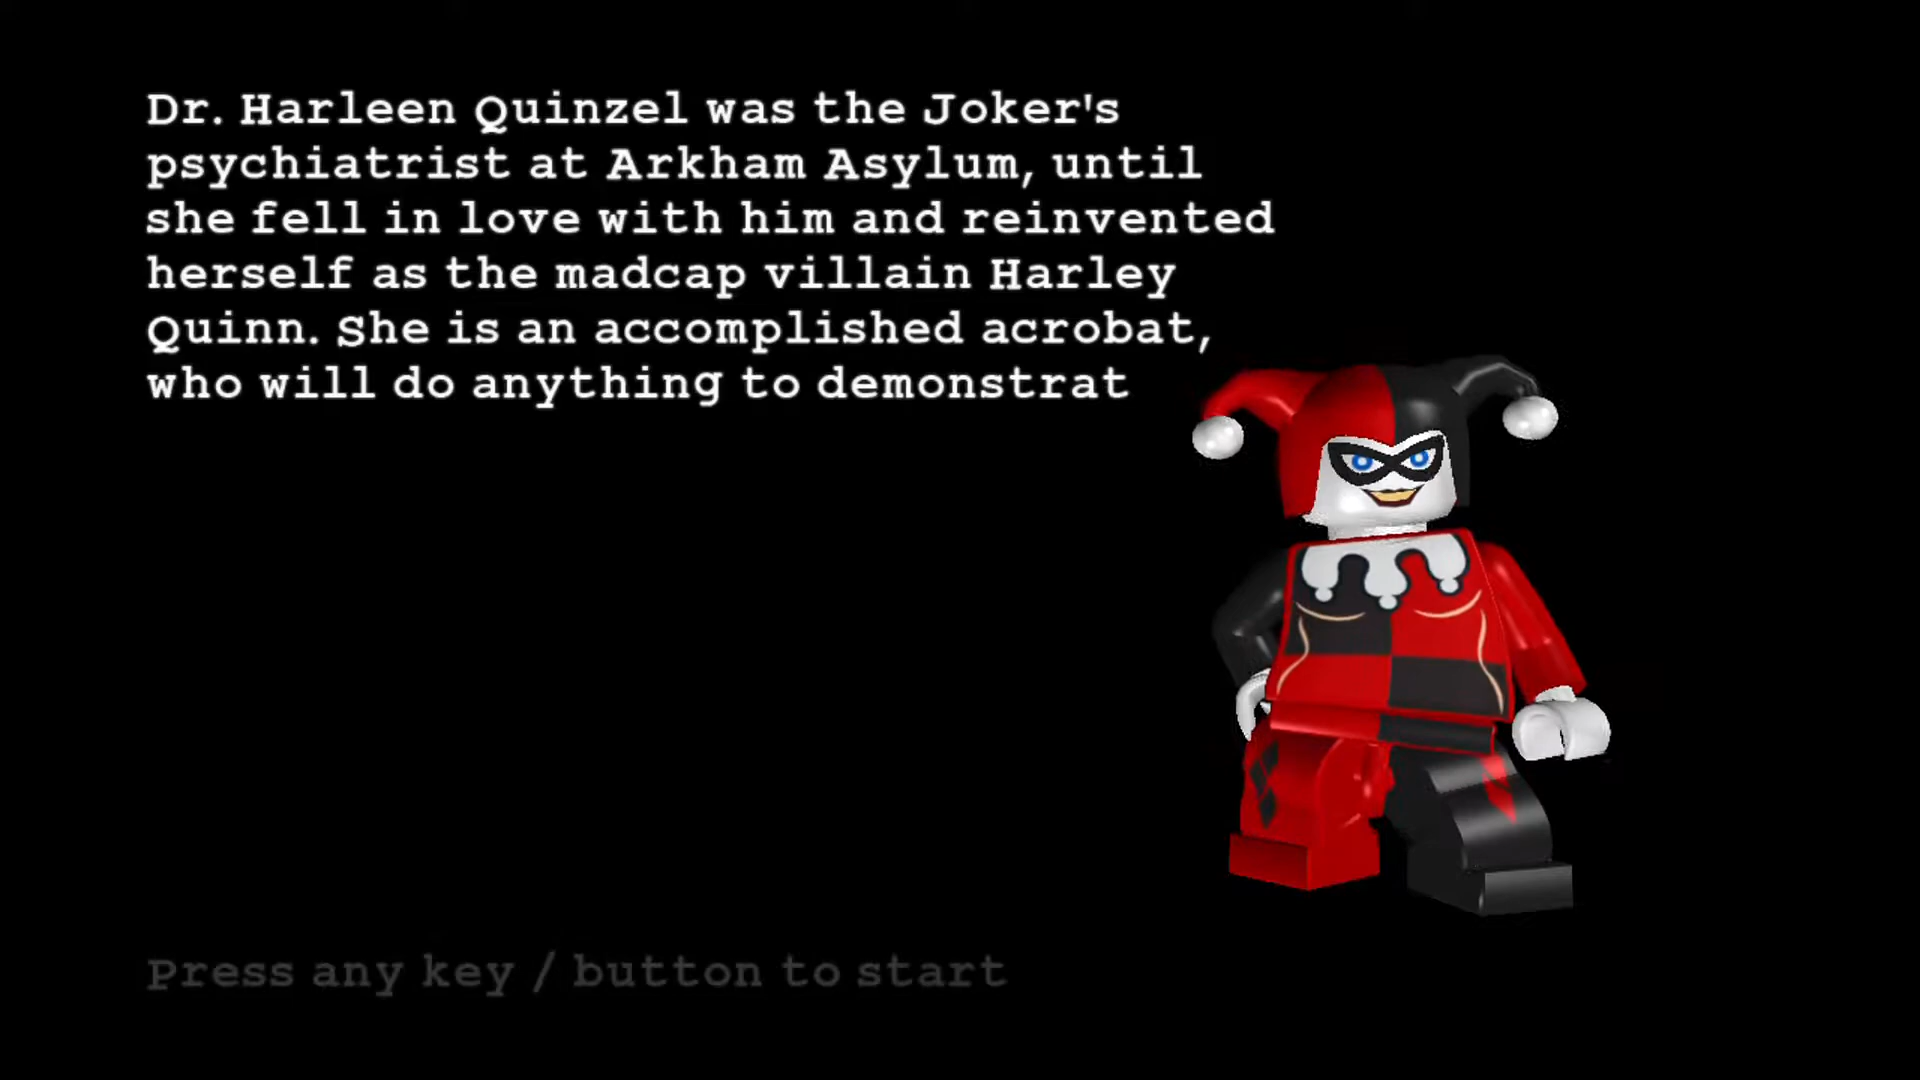 Dr. Harleen Quinzel was the Joker's
psychiatrist at Arkham Asylum, until
she fell in love with him and reinvented
herself as the madcap villain Harley
Quinn. She is an accomplished acrobat,
who will do anything to demonstrat
Press any key / button to start